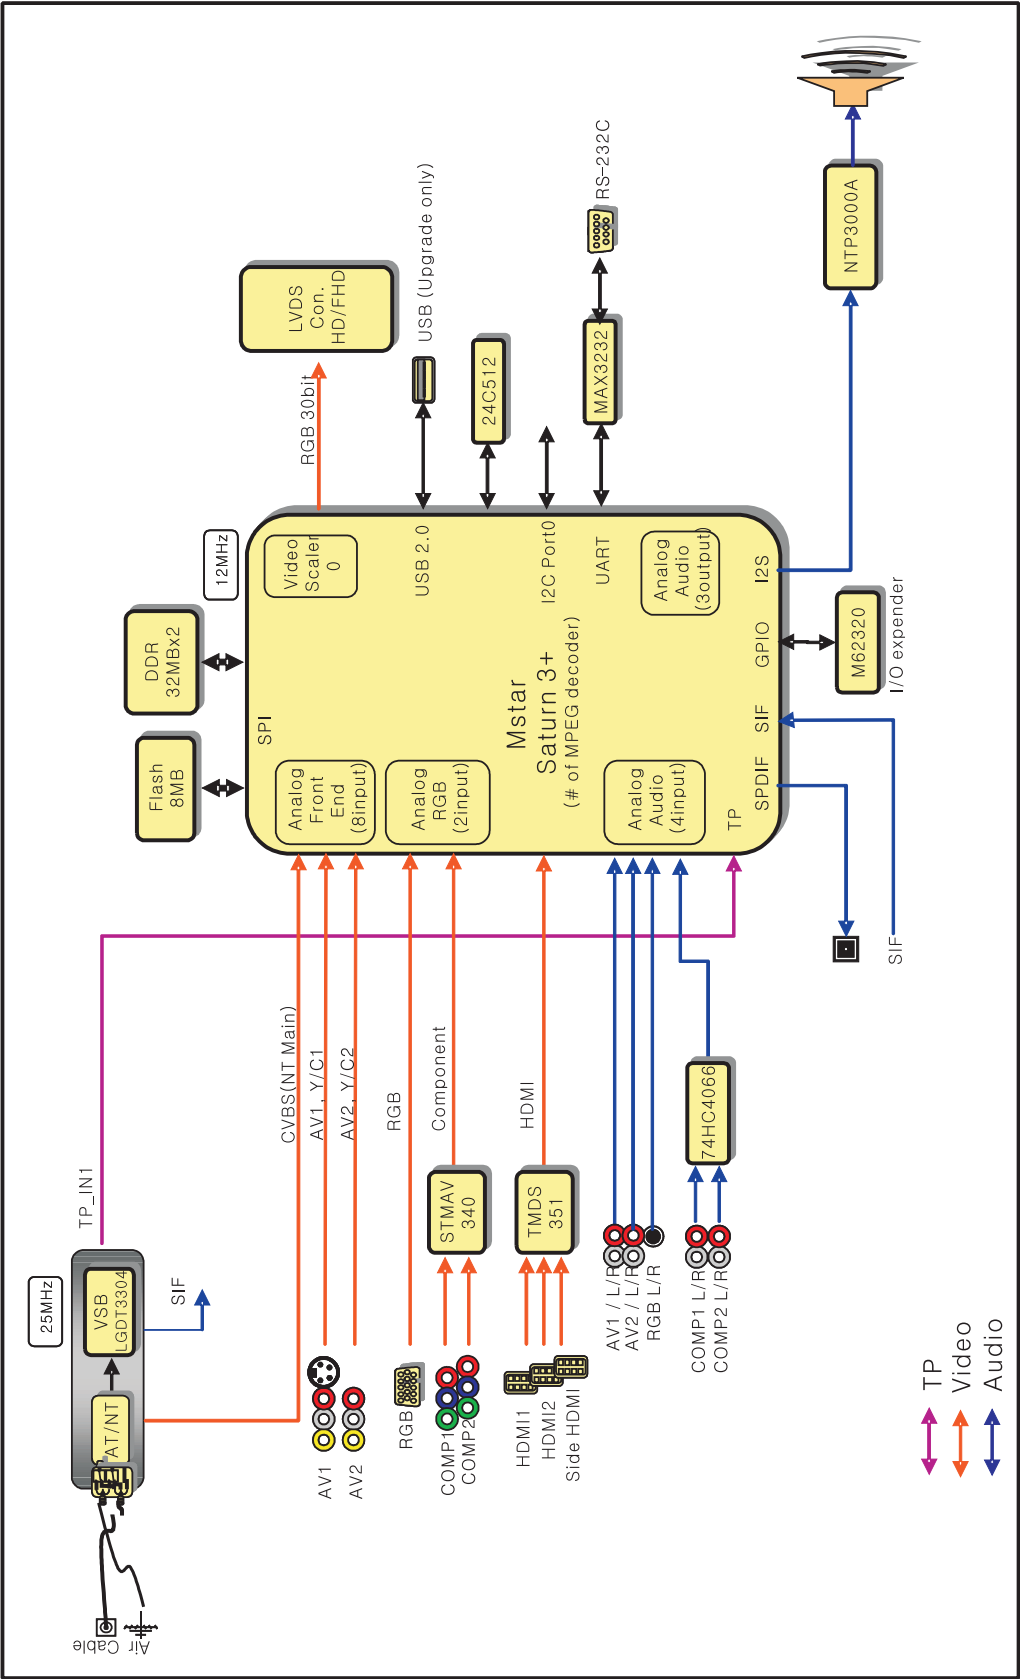 Cable
Air
25MHz
VSB
LGDT3304
AT/NT
SIF
TP_IN1
CVBS(NT Main)
AV1, Y/C1
AV2, Y/C2
RGB
Component
HDMI
AV1
AV2
RGB
COMP1
COMP2
STMAV
340
HDMI1
HDMI2
Side HDMI
TMDS
351
AV1 / L/R
AV2 / L/R
RGB L/R
COMP1 L/R
COMP2 L/R
74HC4066
Flash
8MB
DDR
32MBx2
12MHz
SPI
Analog
Front
End
(8input)
Analog
RGB
(2input)
Analog
Audio
(4input)
TP
Video
Scaler
0
Mstar
Saturn 3+
(# of MPEG decoder)
USB 2.0
I2C Port0
UART
Analog
Audio
(3output)
SPDIF
SIF
GPIO
I2S
RGB 30bit
LVDS
Con.
HD/FHD
USB (Upgrade only)
24C512
MAX3232
RS-232C
NTP3000A
M62320
I/O expender
SIF
TP
Video
Audio